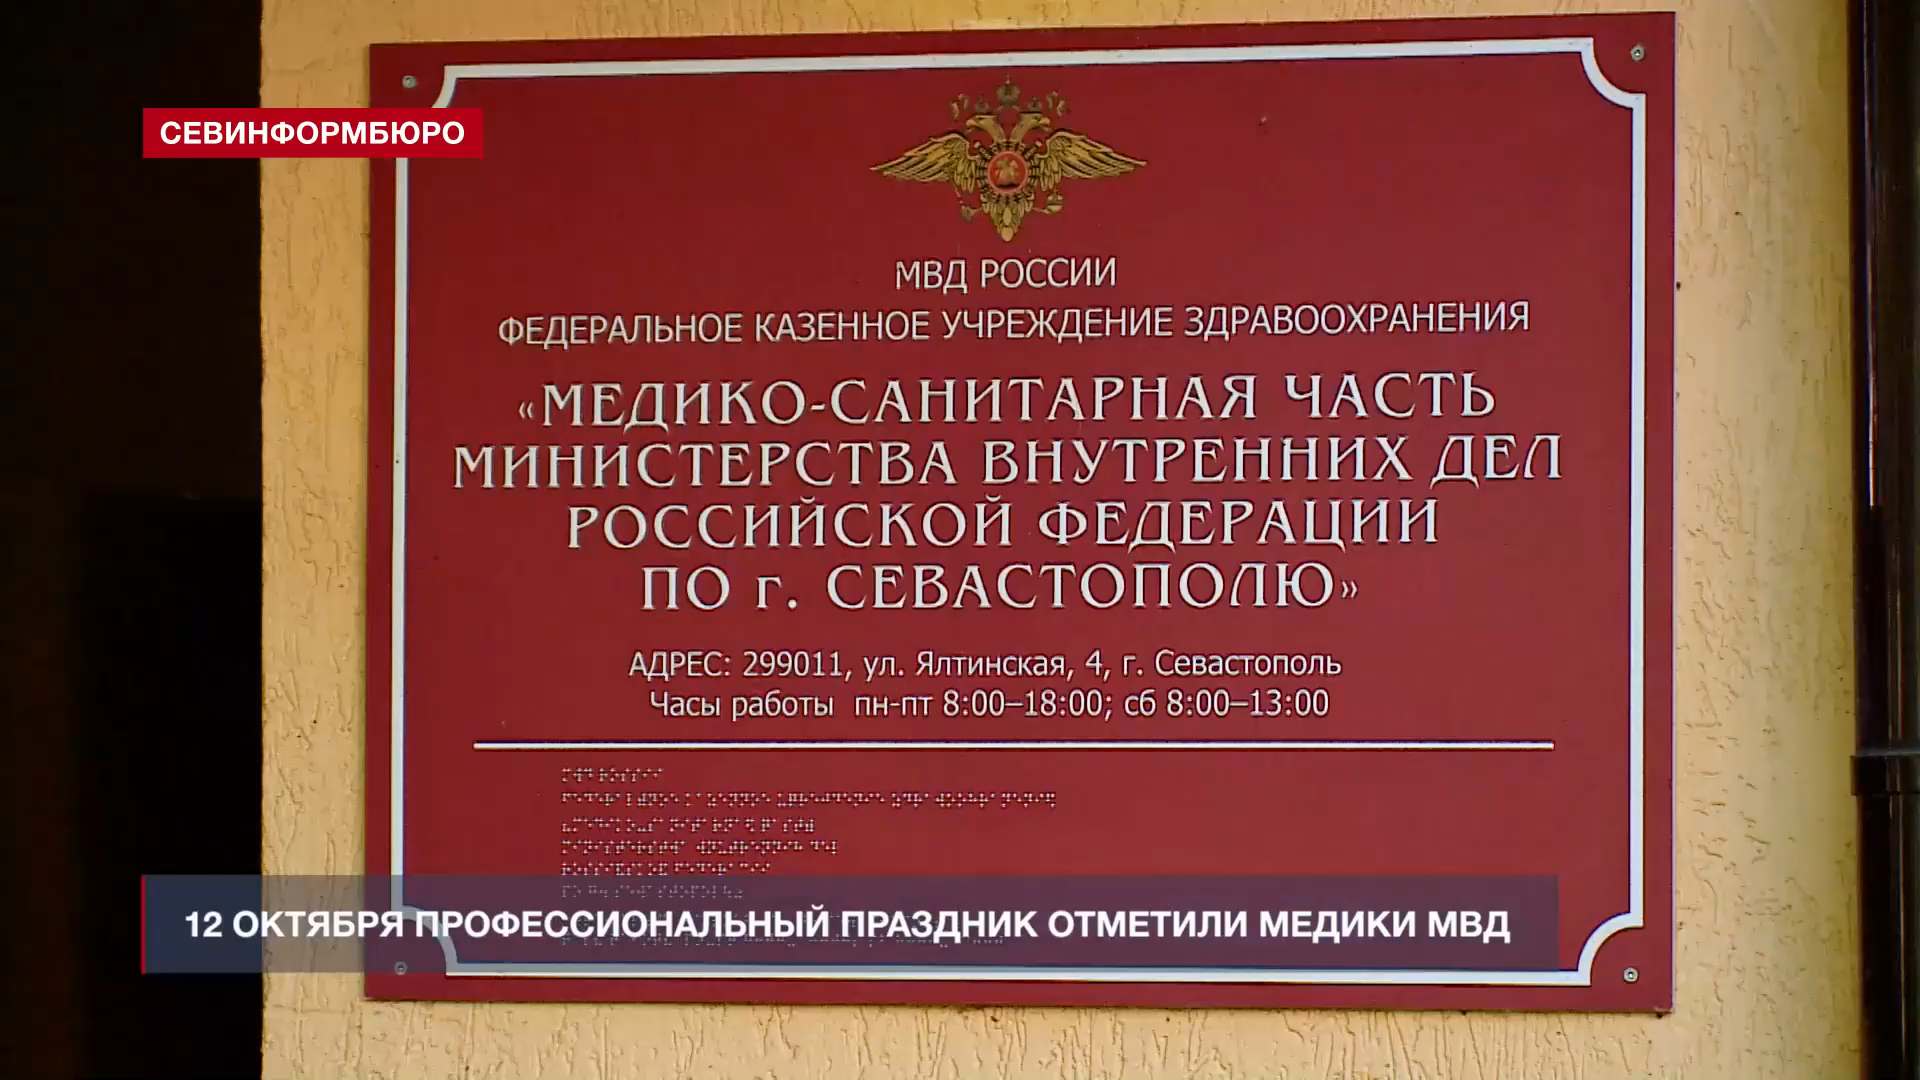 СЕВИНФОРМБЮРО
МВД РОССИИ
ФЕДЕРАЛЬНОЕ КАЗЕННОЕ УЧРЕЖДЕНИЕ ЗДРАВООХРАНЕНИЯ
«МЕДИКО-САНИТАРНАЯ ЧАСТЬ
МИНИСТЕРСТВА ВНУТРЕННИХ ДЕЛ
РОССИЙСКОЙ ФЕДЕРАЦИИ
ПО г. СЕВАСТОПОЛЮ»
АДРЕС: 299011, ул. Ялтинская, 4, г. Севастополь
Часы работы пн-пт 8:00–18:00; сб 8:00–13:00
12 ОКТЯБРЯ ПРОФЕССИОНАЛЬНЫЙ ПРАЗДНИК ОТМЕТИЛИ МЕДИКИ МВД